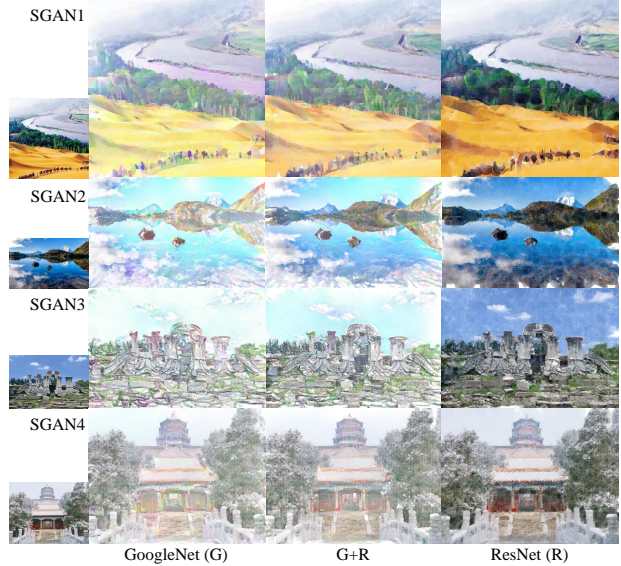 SGAN1
SGAN2
SGAN3
SGAN4
GoogleNet (G)
G+R
ResNet (R)